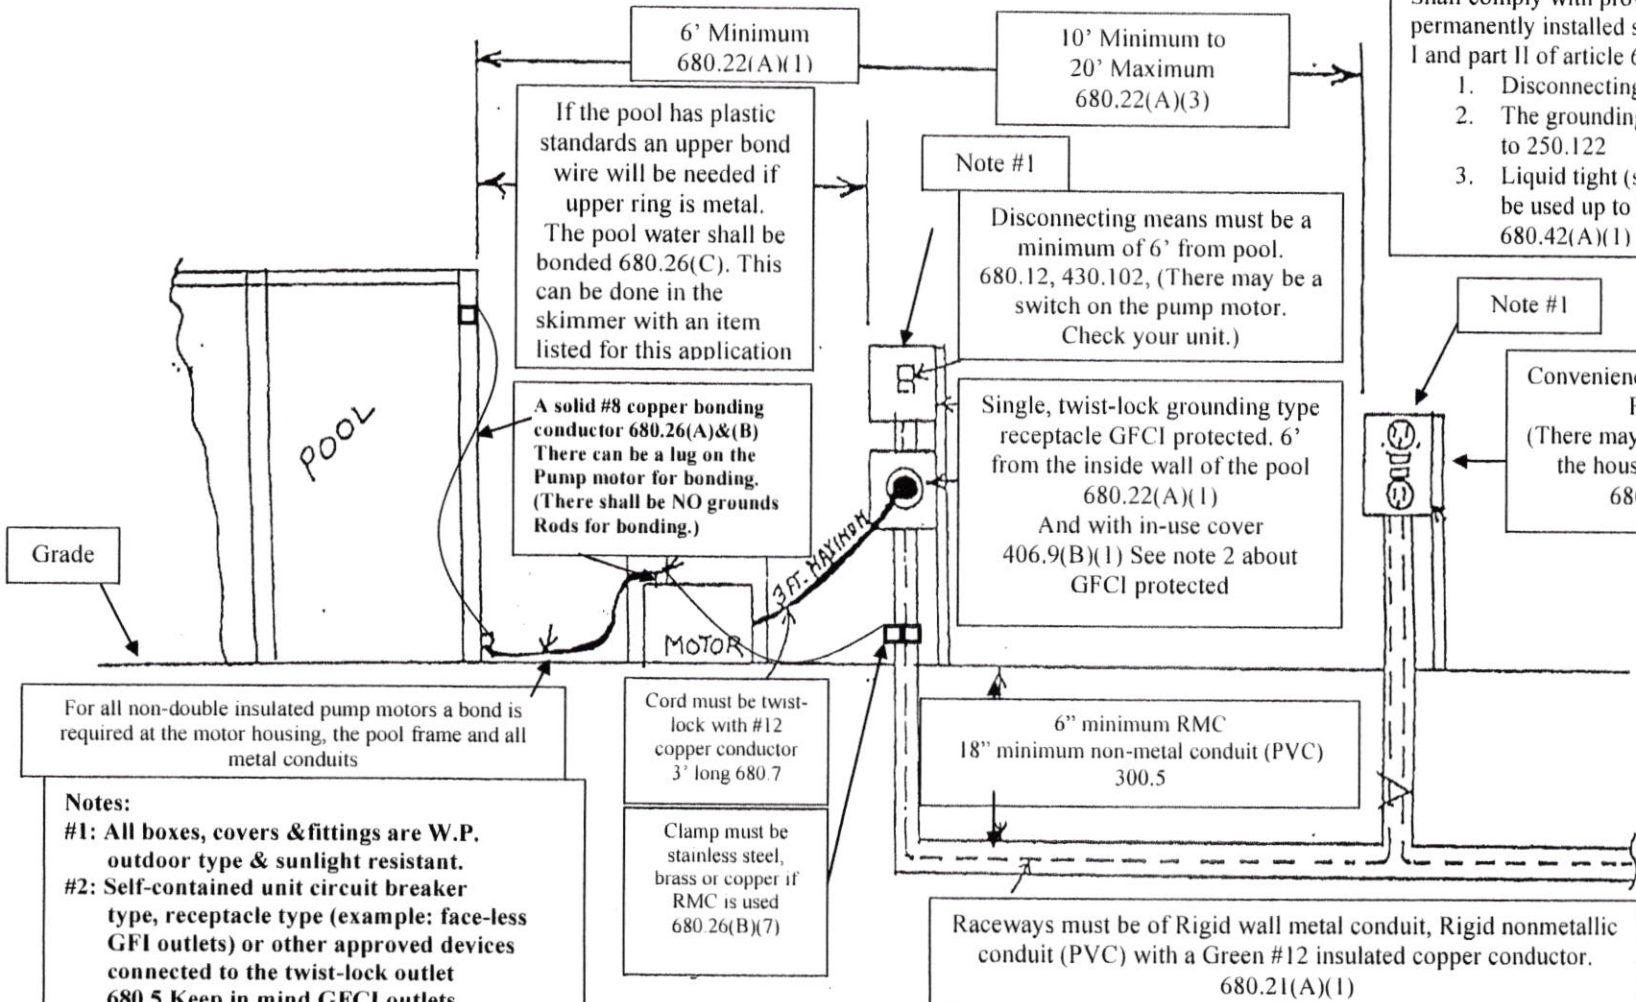 6' Minimum
680.22(A)(1)
10' Minimum to
20' Maximum
680.22(A)(3)
permanently installed
I and part II of article
1. Disconnecting
2. The grounding
to 250.122
3. Liquid tight
be used up to
680.42(A)(1)
If the pool has plastic
standards an upper bond
wire will be needed if
upper ring is metal.
The pool water shall be
bonded 680.26(C). This
can be done in the
skimmer with an item
listed for this application
Note #1
Disconnecting means must be a
minimum of 6' from pool.
680.12, 430.102, (There may be a
switch on the pump motor.
Check your unit.)
Note #1
A solid #8 copper bonding
conductor 680.26(A)&(B)
There can be a lug on the
Pump motor for bonding.
(There shall be NO grounds
Rods for bonding.)
Single, twist-lock grounding type
receptacle GFCI protected. 6'
from the inside wall of the pool
680.22(A)(1)
And with in-use cover
406.9(B)(1) See note 2 about
GFCI protected
(There may
the
POOL
Grade
3 FT. MAXIMUM
MOTOR
For all non-double insulated pump motors a bond is
required at the motor housing, the pool frame and all
metal conduits
Cord must be twist-
lock with #12
copper conductor
3' long 680.7
6" minimum RMC
18" minimum non-metal conduit (PVC)
300.5
Clamp must be
stainless steel,
brass or copper if
RMC is used
680.26(B)(7)
Notes:
#1: All boxes, covers &fittings are W.P.
outdoor type & sunlight resistant.
#2: Self-contained unit circuit breaker
type, receptacle type (example: face-less
GFI outlets) or other approved devices
connected to the twist-lock outlet
680.5 Keep in mind GFCI outlets
Raceways must be of Rigid wall metal conduit, Rigid nonmetallic
conduit (PVC) with a Green #12 insulated copper conductor.
680.21(A)(1)